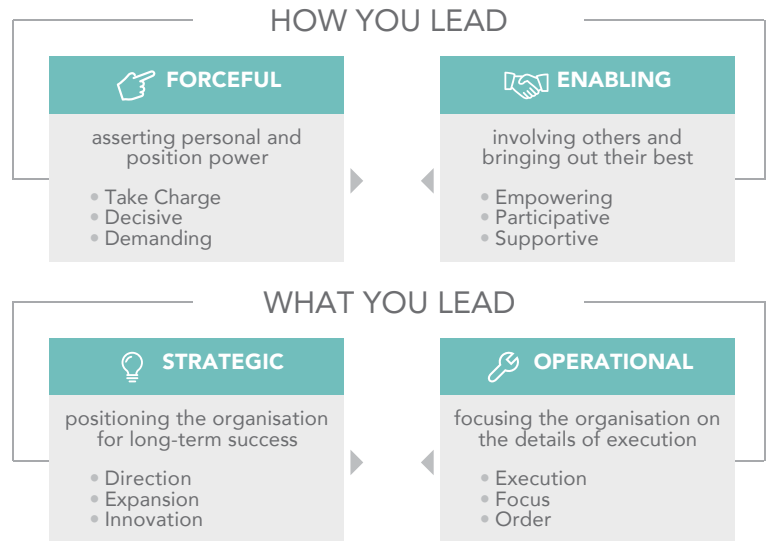 HOW YOU LEAD
FORCEFUL
asserting personal and
position power
• Take Charge
• Decisive
• Demanding
ENABLING
involving others and
bringing out their best
• Empowering
• Participative
• Supportive
WHAT YOU LEAD
STRATEGIC
positioning the organisation
for long-term success
• Direction
• Expansion
• Innovation
OPERATIONAL
focusing the organisation on
the details of execution
• Execution
• Focus
• Order